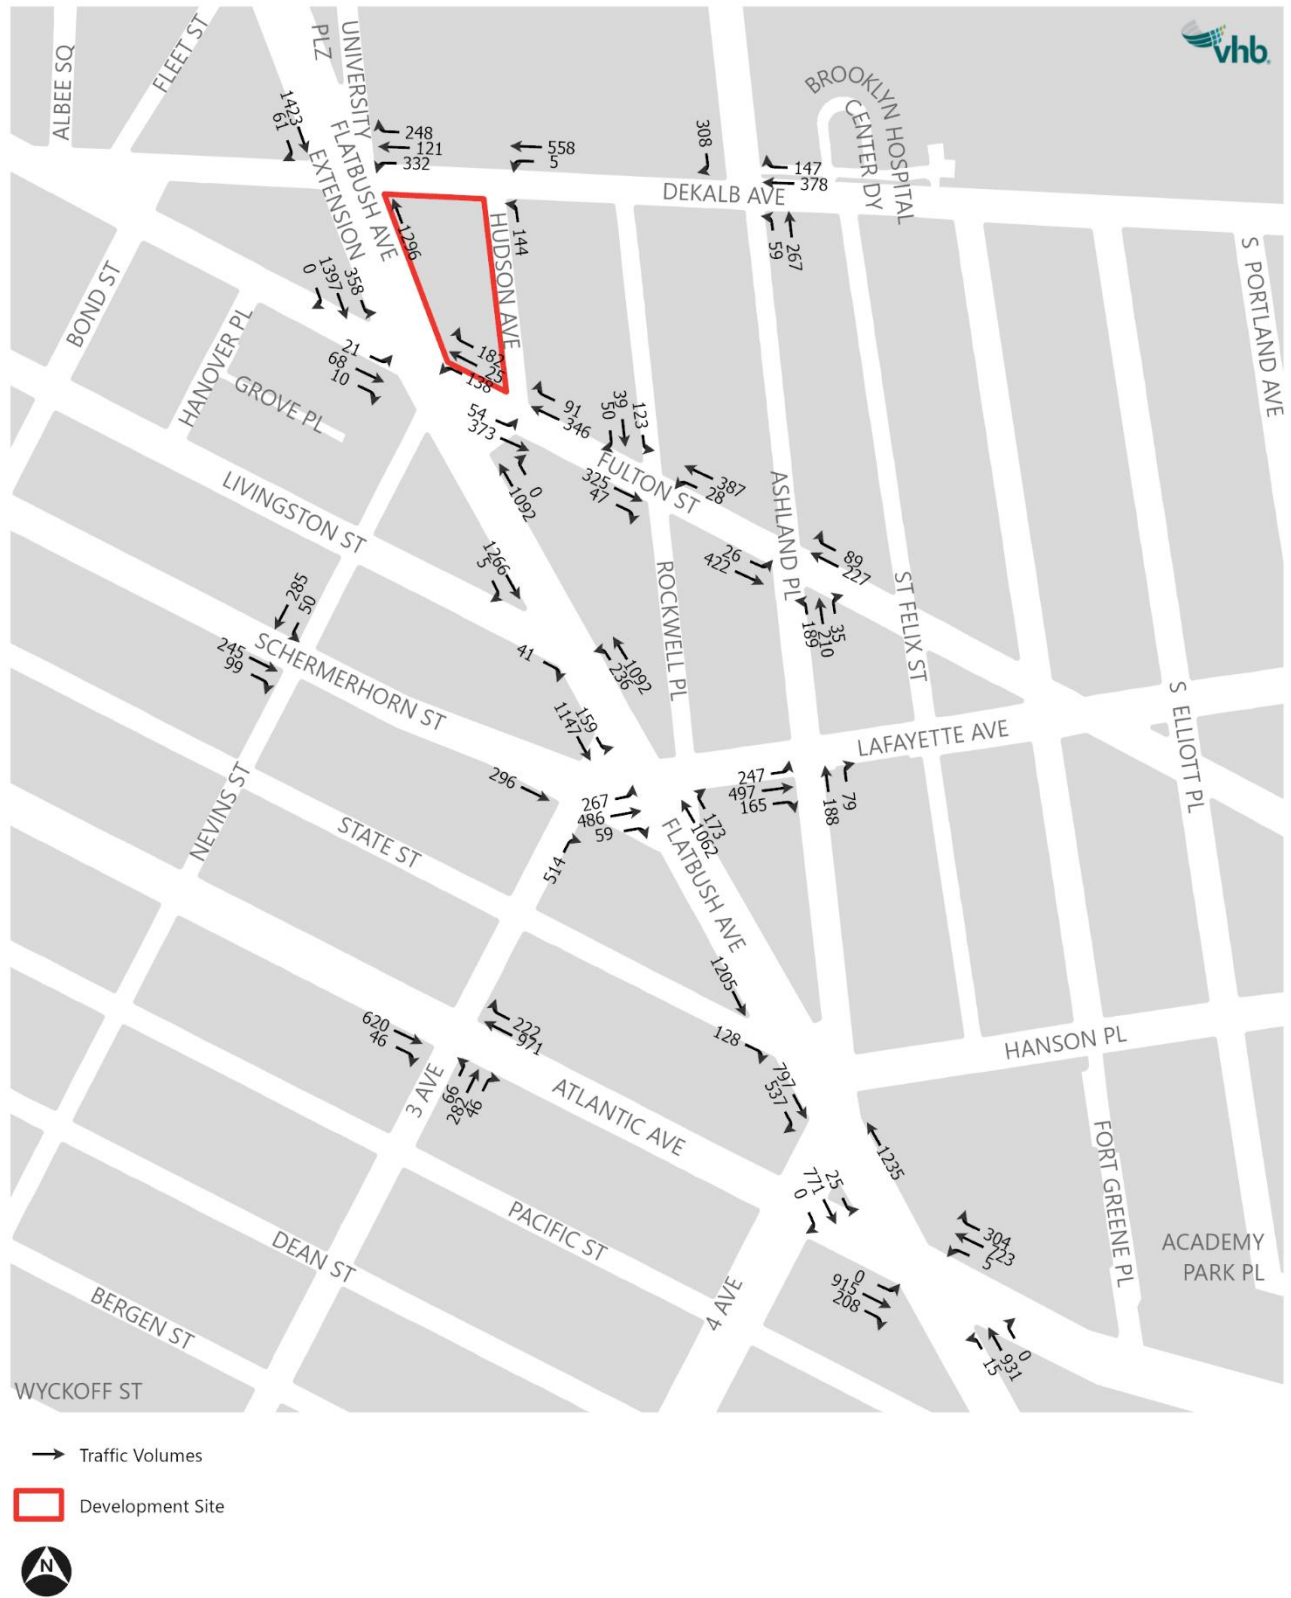 vhb.
ALBEE SQ
FLEET ST
PLZ
UNIVERSITY
BROOKLYN HOSPITAL
CENTER DY
1423
61
FLATBUSH AVE
EXTENSION
248
121
332
558
5
308
147
378
DEKALB AVE
59
267
1296
144
HUDSON AVE
S PORTLAND AVE
BOND ST
0
1397
358
HANOVER PL
21
68
10
GROVE PL
182
25
138
54
373
91
346
50
39
123
325
47
FULTON ST
387
28
0
1092
LIVINGSTON ST
ASHLAND PL
26
422
89
227
189
210
35
1266
5
ROCKWELL PL
ST FELIX ST
285
50
245
99
SCHERMERHORN ST
41
1092
236
1147
159
S ELLIOTT PL
LAFAYETTE AVE
296
267
486
59
247
497
165
188
79
173
1062
NEVINS ST
STATE ST
514
FLATBUSH AVE
1205
128
620
46
222
971
HANSON PL
3 AVE
66
282
46
ATLANTIC AVE
797
537
1235
FORT GREENE PL
0
771
25
PACIFIC ST
304
723
5
ACADEMY
PARK PL
DEAN ST
4 AVE
0
915
208
BERGEN ST
15
931
0
WYCKOFF ST
Traffic Volumes
Development Site
N